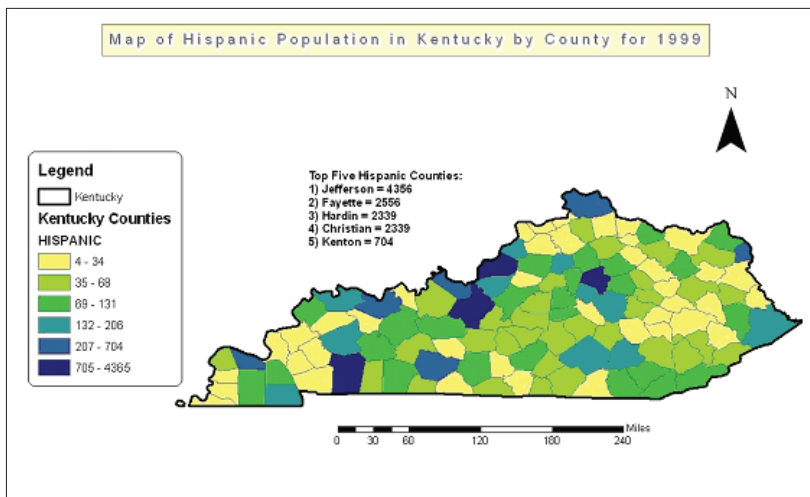 Map of Hispanic Population in Kentucky by County for 1999
N
Legend
Kentucky
Kentucky Counties
HISPANIC
4 - 34
35 - 68
69 - 131
132 - 206
207 - 704
705 - 4365
Top Five Hispanic Counties:
1) Jefferson = 4356
2) Fayette = 2556
3) Hardin = 2339
4) Christian = 2339
5) Kenton = 704
Miles
0 30 60 120 180 240